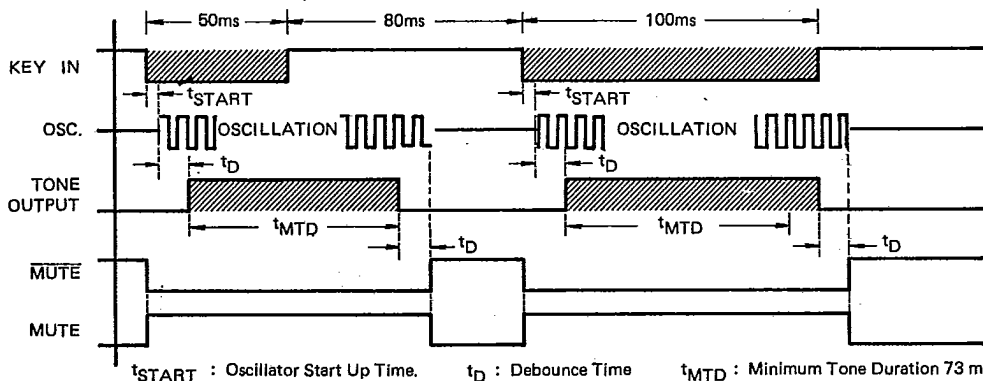 50ms 80ms 100ms
KEY IN
tSTART tSTART
OSC. OSCILLATION OSCILLATION
tD tD
TONE
OUTPUT
tMTD tMTD
tD tD
MUTE
MUTE
tSTART : Oscillator Start Up Time. tD : Debounce Time tMTD : Minimum Tone Duration 73 m